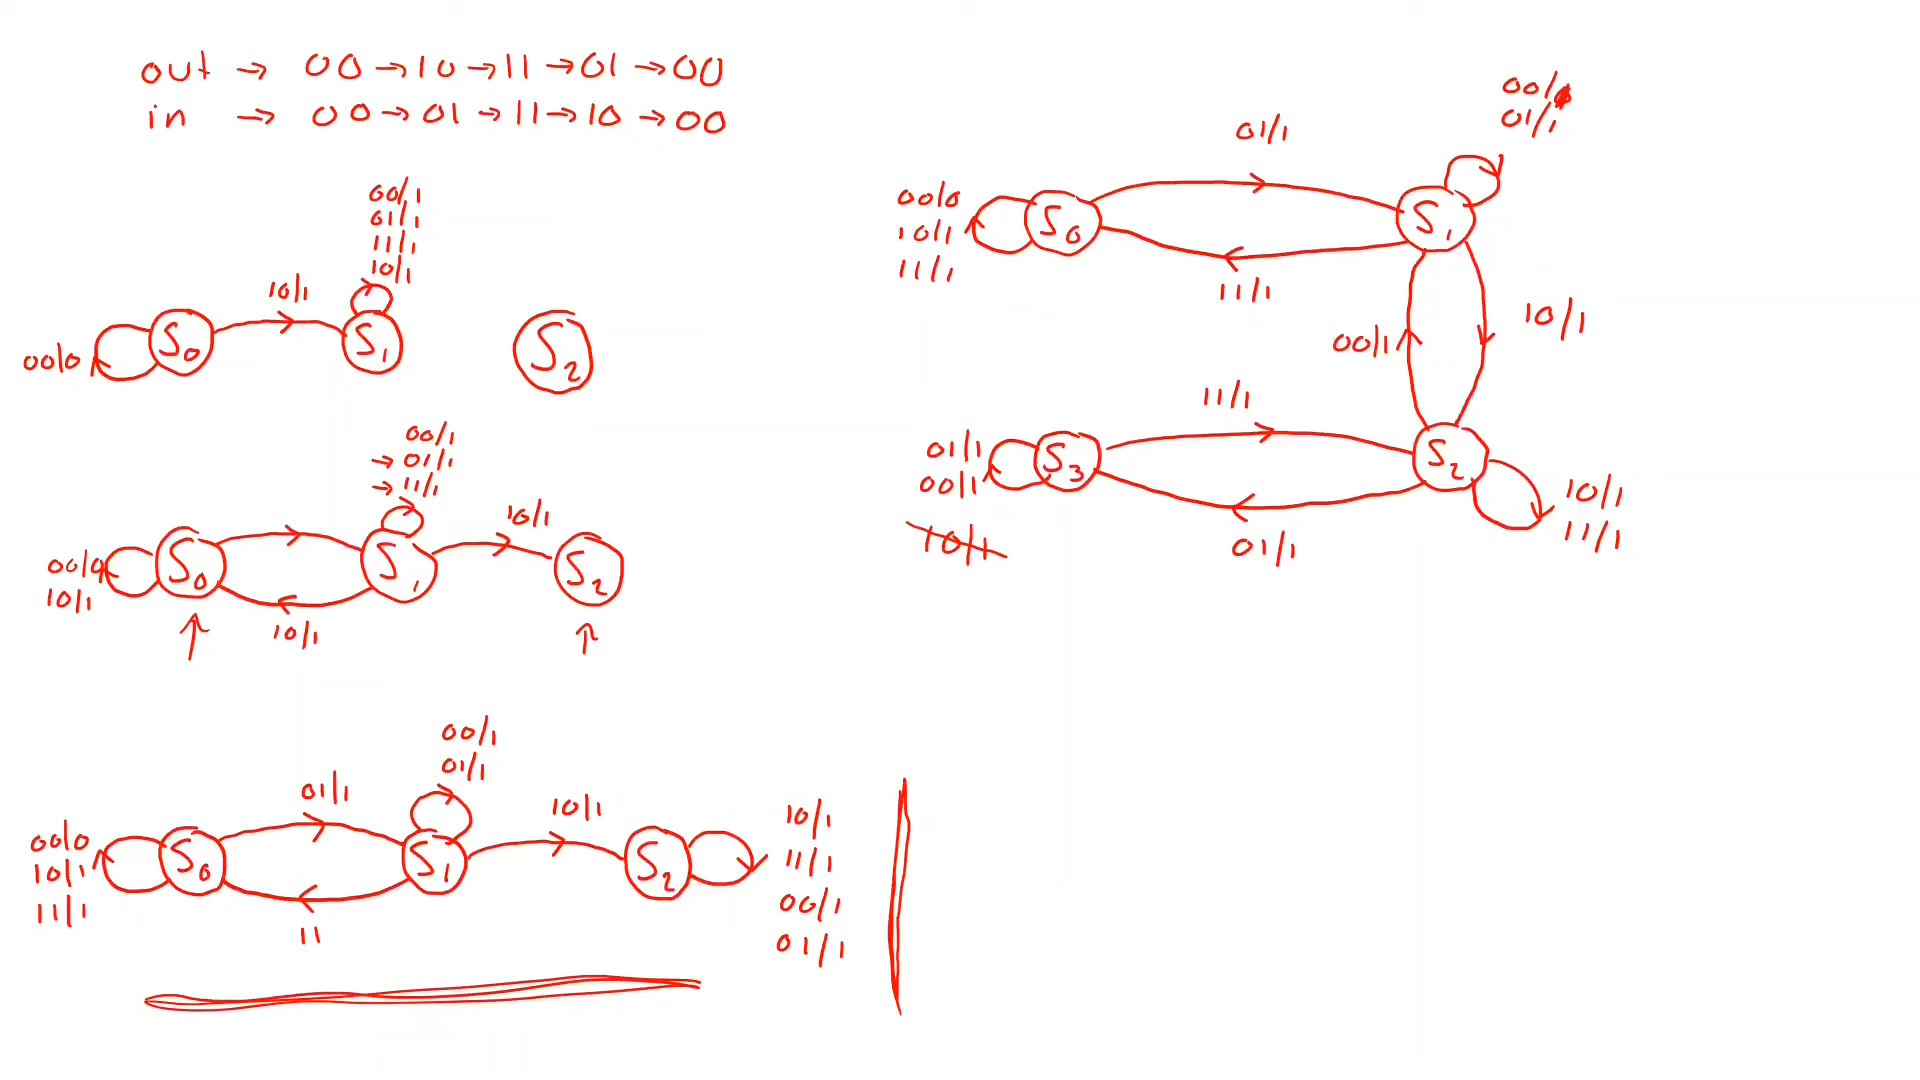 out → 00 → 10 → 11 → 01 → 00
in → 00 → 01 → 11 → 10 → 00
00/1
01/1
11/1
10/1
10/1
00/0
S0
S1
S2
00/1
→ 01/1
→ 11/1
10/1
00/0
10/1
S0
S1
S2
10/1
00/1
01/1
01/1
10/1
00/0
10/1
11/1
S0
S1
S2
10/1
11/1
00/1
01/1
11
00/
01/1
01/1
00/0
10/1
11/1
S0
S1
11/1
10/1
00/1
11/1
01/1
00/1
10/1
S3
S2
10/1
11/1
01/1